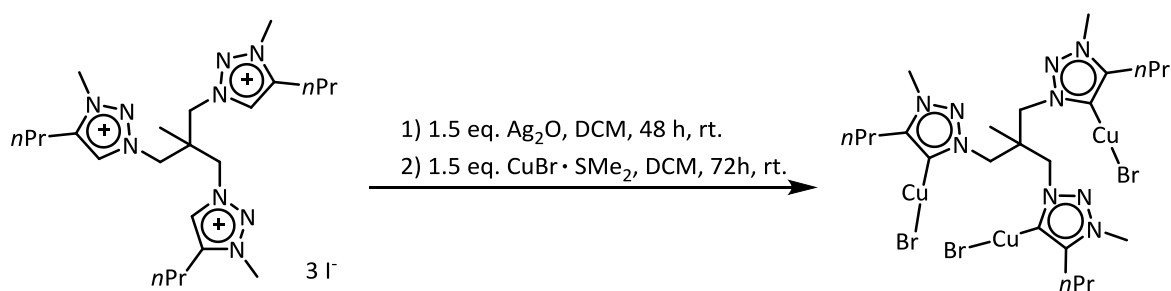 N N N + nPr
N N N + nPr
N N N + nPr
3 I⁻
1) 1.5 eq. Ag₂O, DCM, 48 h, rt.
2) 1.5 eq. CuBr · SMe₂, DCM, 72h, rt.
N N N nPr
Cu
Br
N N N nPr
Cu
Br
N N N nPr
Cu
Br